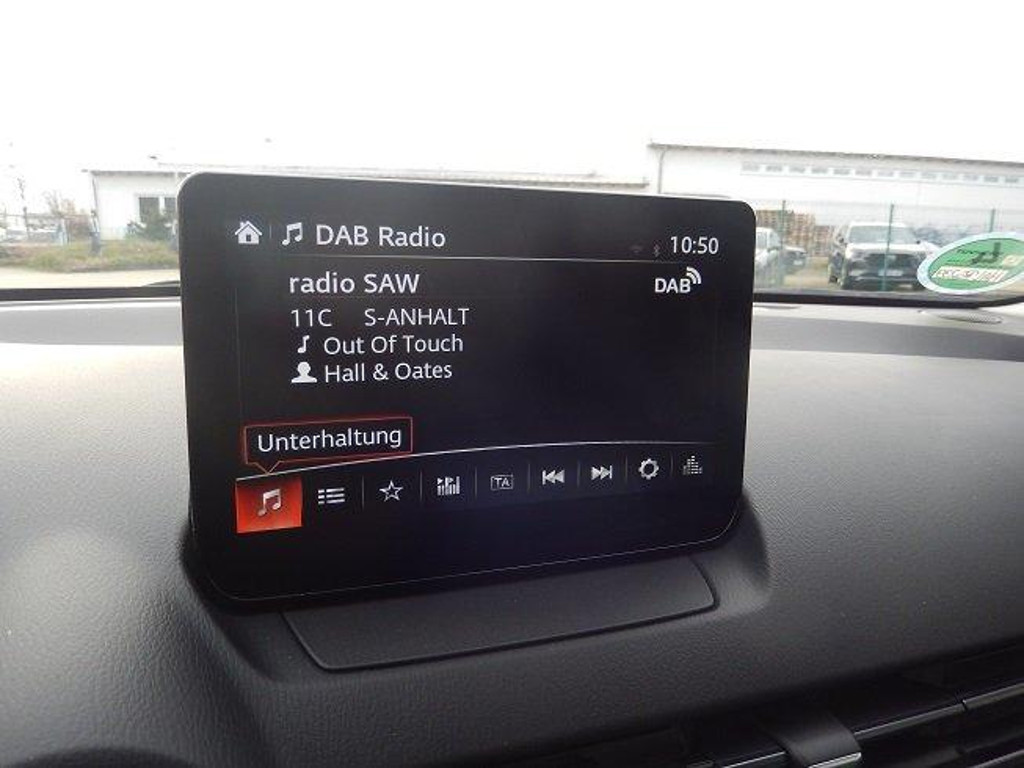 DAB Radio
10:50
radio SAW
DAB
11C S-ANHALT
Out Of Touch
Hall & Oates
Unterhaltung
TA